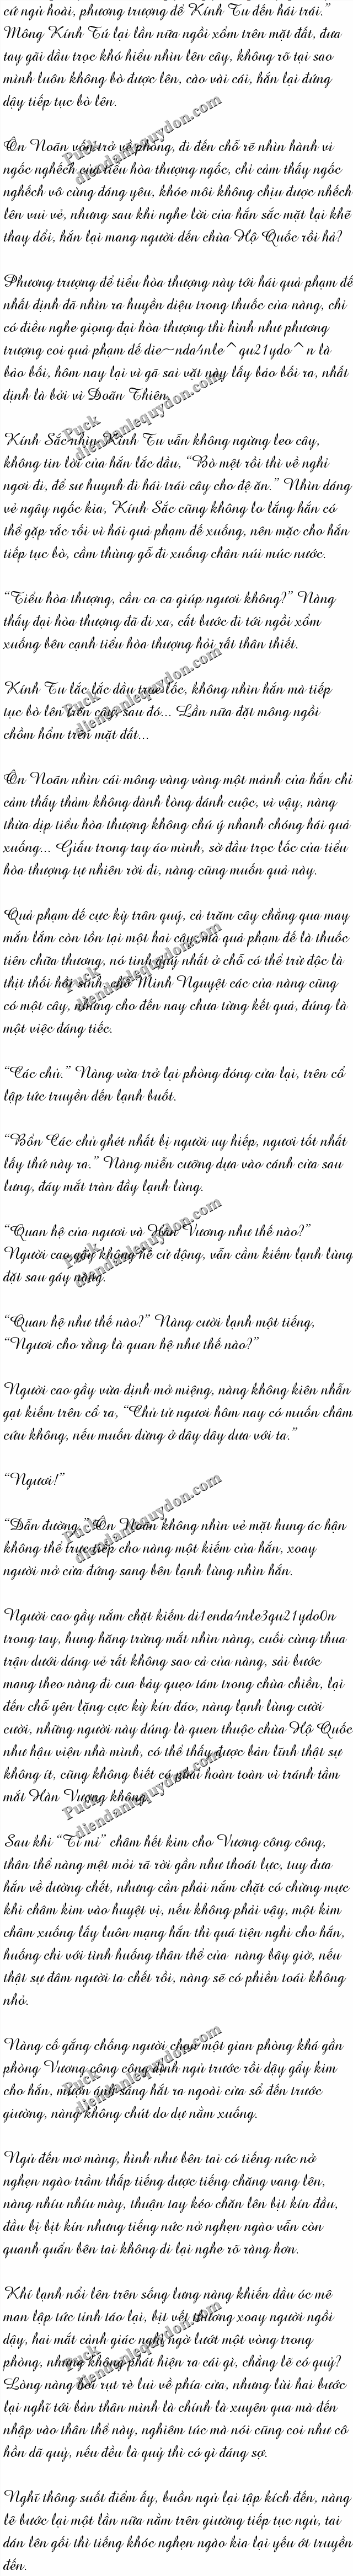 cứ ngủ hoài, phương trượng để Kính Tu đến hái trái."
Mông Kính Tú lại lần nữa ngồi xổm trên mặt đất, đưa
tay gãi đầu trọc khó hiểu nhìn lên cây, không rõ tại sao
mình luôn không bò được lên, cào vài cái, hắn lại đứng
dậy tiếp tục bò lên.
Ôn Noãn vốn trở về phòng, đi đến chỗ rẽ nhìn hành vi
ngốc nghếch của tiểu hòa thượng ngốc, chỉ cảm thấy ngốc
nghếch vô cùng đáng yêu, khóe môi không chịu được nhếch
lên vui vẻ, nhưng sau khi nghe lời của hắn sắc mặt lại khẽ
thay đổi, hắn lại mang người đến chùa Hộ Quốc rồi hả?
Phương trượng để tiểu hòa thượng này tới hái quả phạm đế
nhất định đã nhìn ra huyền diệu trong thuốc của nàng, chỉ
có điều nghe giọng đại hòa thượng thì hình như phương
trượng coi quả phạm đế die~nda4nle^qu21ydo^n là
bảo bối, hôm nay lại vì gã sai vặt này lấy bảo bối ra, nhất
định là bởi vì Doãn Thiên.
Kính Sắc nhìn Kính Tu vẫn không ngừng leo cây,
không tin lời của hắn lắc đầu, "Bò mệt rồi thì về nghỉ
ngơi đi, để sư huynh đi hái trái cây cho đệ ăn." Nhìn dáng
vẻ ngây ngốc kia, Kính Sắc cũng không lo lắng hắn có
thể gặp rắc rối vì hái quả phạm đế xuống, nên mặc cho hắn
tiếp tục bò, cầm thùng gỗ đi xuống chân núi múc nước.
"Tiểu hòa thượng, cầu ca ca giúp ngươi không?" Nàng
thấy đại hòa thượng đã đi xa, cất bước đi tới ngồi xổm
xuống bên cạnh tiểu hòa thượng hỏi rất thân thiết.
Kính Tu lắc lắc đầu trọc lốc, không nhìn hắn mà tiếp
tục bò lên trên cây, sau đó... Lần nữa đặt mông ngồi
chồm hổm trên mặt đất...
Ôn Noãn nhìn cái mông vàng vàng một mảnh của hắn chỉ
cảm thấy thảm không đành lòng đánh cuộc, vì vậy, nàng
thừa dịp tiểu hòa thượng không chú ý nhanh chóng hái quả
xuống... Giấu trong tay áo mình, sờ đầu trọc lốc của tiểu
hòa thượng tự nhiên rời đi, nàng cũng muốn quả này.
Quả phạm đế cực kỳ trân quý, cả trăm cây chẳng qua may
mắn lắm còn tồn tại một hai cây, mà quả phạm đế là thuốc
tiên chữa thương, nó tinh quý nhất ở chỗ có thể trừ độc là
thịt thối hồi sinh, chỗ Minh Nguyệt các của nàng cũng
có một cây, nhưng cho đến nay chưa từng kết quả, đúng là
một việc đáng tiếc.
"Các chủ." Nàng vừa trở lại phòng đóng cửa lại, trên cổ
lập tức truyền đến lạnh buốt.
"Bổn Các chủ ghét nhất bị người uy hiếp, ngươi tốt nhất
lấy thứ này ra." Nàng miễn cưỡng dựa vào cánh cửa sau
lưng, đáy mắt tràn đầy lạnh lùng.
"Quan hệ của ngươi và Hàn Vương như thế nào?"
Người cao gầy không hề cử động, vẫn cầm kiếm lạnh lùng
đặt sau gáy nàng.
"Quan hệ như thế nào?" Nàng cười lạnh một tiếng,
"Ngươi cho rằng là quan hệ như thế nào?"
Người cao gầy vừa định mở miệng, nàng không kiên nhẫn
gạt kiếm trên cổ ra, "Chủ tử ngươi hôm nay có muốn châm
cứu không, nếu muốn đừng ở đây dây dưa với ta."
"Ngươi!"
"Dẫn đường." Ôn Noãn không nhìn vẻ mặt hung ác hận
không thể trực tiếp cho nàng một kiếm của hắn, xoay
người mở cửa đứng sang bên lạnh lùng nhìn hắn.
Người cao gầy nắm chặt kiếm di1enda4nle3qu21ydo0n
trong tay, hung hăng trừng mắt nhìn nàng, cuối cùng thua
trận dưới dáng vẻ rất không sao cả của nàng, sải bước
mang theo nàng đi cua bảy quẹo tám trong chùa chiền, lại
đến chỗ yên lặng cực kỳ kín đáo, nàng lạnh lùng cười
cười, những người này đúng là quen thuộc chùa Hộ Quốc
như hậu viện nhà mình, có thể thấy được bản lĩnh thật sự
không ít, cũng không biết có phải hoàn toàn vì tránh tầm
mắt Hàn Vương không.
Sau khi "Tỉ mỉ" châm hết kim cho Vương công công,
thân thể nàng mệt mỏi rã rời gần như thoát lực, tuy đưa
hắn về đường chết, nhưng cần phải nắm chặt có chừng mực
khi châm kim vào huyệt vị, nếu không phải vậy, một kim
châm xuống lấy luôn mạng hắn thì quá tiện nghi cho hắn,
huống chi với tình huống thân thể của nàng bây giờ, nếu
thật sự đâm người ta chết rồi, nàng sẽ có phiền toái không
nhỏ.
Nàng cố gắng chống người chọn một gian phòng khá gần
phòng Vương công công định ngủ trước rồi dậy gẩy kim
cho hắn, mượn ánh sáng hắt ra ngoài cửa sổ đến trước
giường, nàng không chút do dự nằm xuống.
Ngủ đến mơ màng, hình như bên tai có tiếng nức nở
nghẹn ngào trầm thấp tiếng được tiếng chăng vang lên,
nàng nhíu nhíu mày, thuận tay kéo chăn lên bịt kín đầu,
đầu bị bịt kín nhưng tiếng nức nở nghẹn ngào vẫn còn
quanh quẩn bên tai không đi lại nghe rõ ràng hơn.
Khí lạnh nổi lên trên sống lưng nàng khiến đầu óc mê
man lập tức tỉnh táo lại, bịt vết thương xoay người ngồi
dậy, hai mắt cảnh giác nghi ngờ lướt một vòng trong
phòng, nhưng không phát hiện ra cái gì, chẳng lẽ có quỷ?
Lòng nàng hơi rụt rè lui về phía cửa, nhưng lùi hai bước
lại nghĩ tới bản thân mình là chính là xuyên qua mà đến
nhập vào thân thể này, nghiêm túc mà nói cũng coi như cô
hồn dã quỷ, nếu đều là quỷ thì có gì đáng sợ.
Nghĩ thông suốt điểm ấy, buồn ngủ lại tập kích đến, nàng
lê bước lại một lần nữa nằm trên giường tiếp tục ngủ, tai
dán lên gối thì tiếng khóc nghẹn ngào kia lại yếu ớt truyền
đến.